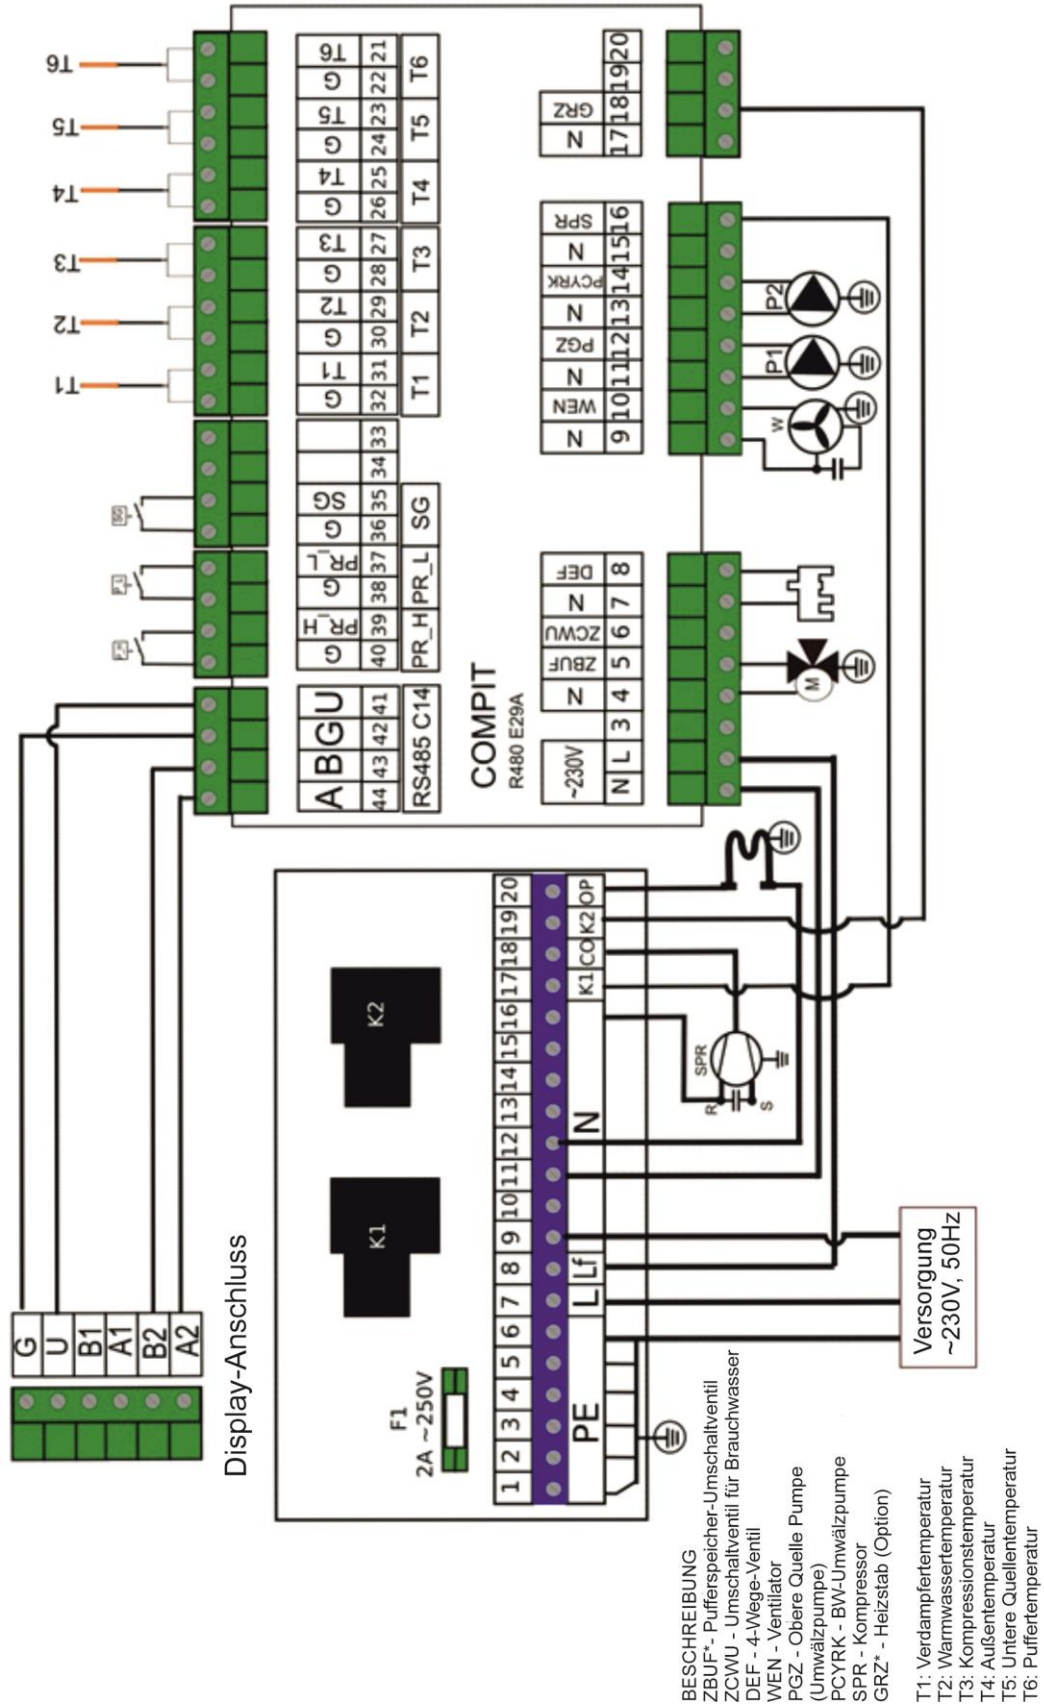 T6
T5
T4
T3
T2
T1
SG
T6 G T5 G T4 G T3 G T2 G T1 G SG G PR_L G PR_H G
21 22 23 24 25 26 27 28 29 30 31 32 33 34 35 36 37 38 39 40
T6 T5 T4 T3 T2 T1 SG PR_L PR_H
A B G U
44 43 42 41
RS485 C14
COMPIT
R480 E29A
GRZ N
20 19 18 17
SPR N PCYRK N PGZ N WEN N
16 15 14 13 12 11 10 9
DEF N ZCWU ZBUF N
8 7 6 5 4 3 L N
~230V
P2
P1
W
M
G
U
B1
A1
B2
A2
Display-Anschluss
K2
K1
F1
2A ~250V
1 2 3 4 5 6 7 8 9 10 11 12 13 14 15 16 17 18 19 20
PE L Lf N K1 CO K2 OP
SPR
R
S
Versorgung
~230V, 50Hz
BESCHREIBUNG
ZBUF*- Pufferspeicher-Umschaltventil
ZCWU - Umschaltventil für Brauchwasser
DEF - 4-Wege-Ventil
WEN - Ventilator
PGZ - Obere Quelle Pumpe
(Umwälzpumpe)
PCYRK - BW-Umwälzpumpe
SPR - Kompressor
GRZ* - Heizstab (Option)
T1: Verdampfertemperatur
T2: Warmwassertemperatur
T3: Kompressionstemperatur
T4: Außentemperatur
T5: Untere Quellentemperatur
T6: Puffertemperatur